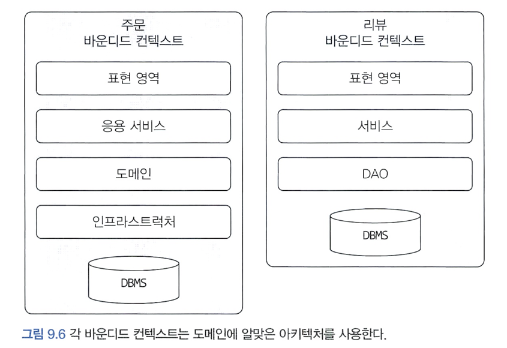 주문
바운디드 컨텍스트
표현 영역
응용 서비스
도메인
인프라스트럭처
DBMS
리뷰
바운디드 컨텍스트
표현 영역
서비스
DAO
DBMS
그림 9.6 각 바운디드 컨텍스트는 도메인에 알맞은 아키텍처를 사용한다.